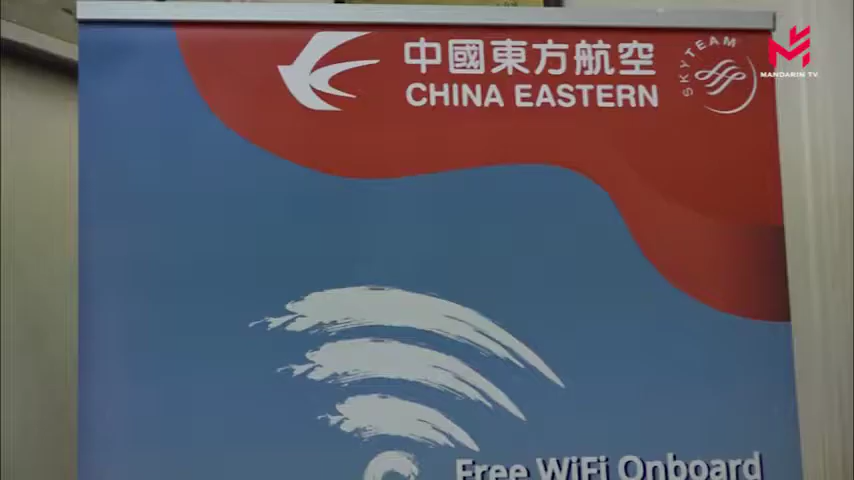 中國東方航空
CHINA EASTERN
SKYTEAM
MANDARIN TV
Free WiFi Onboard